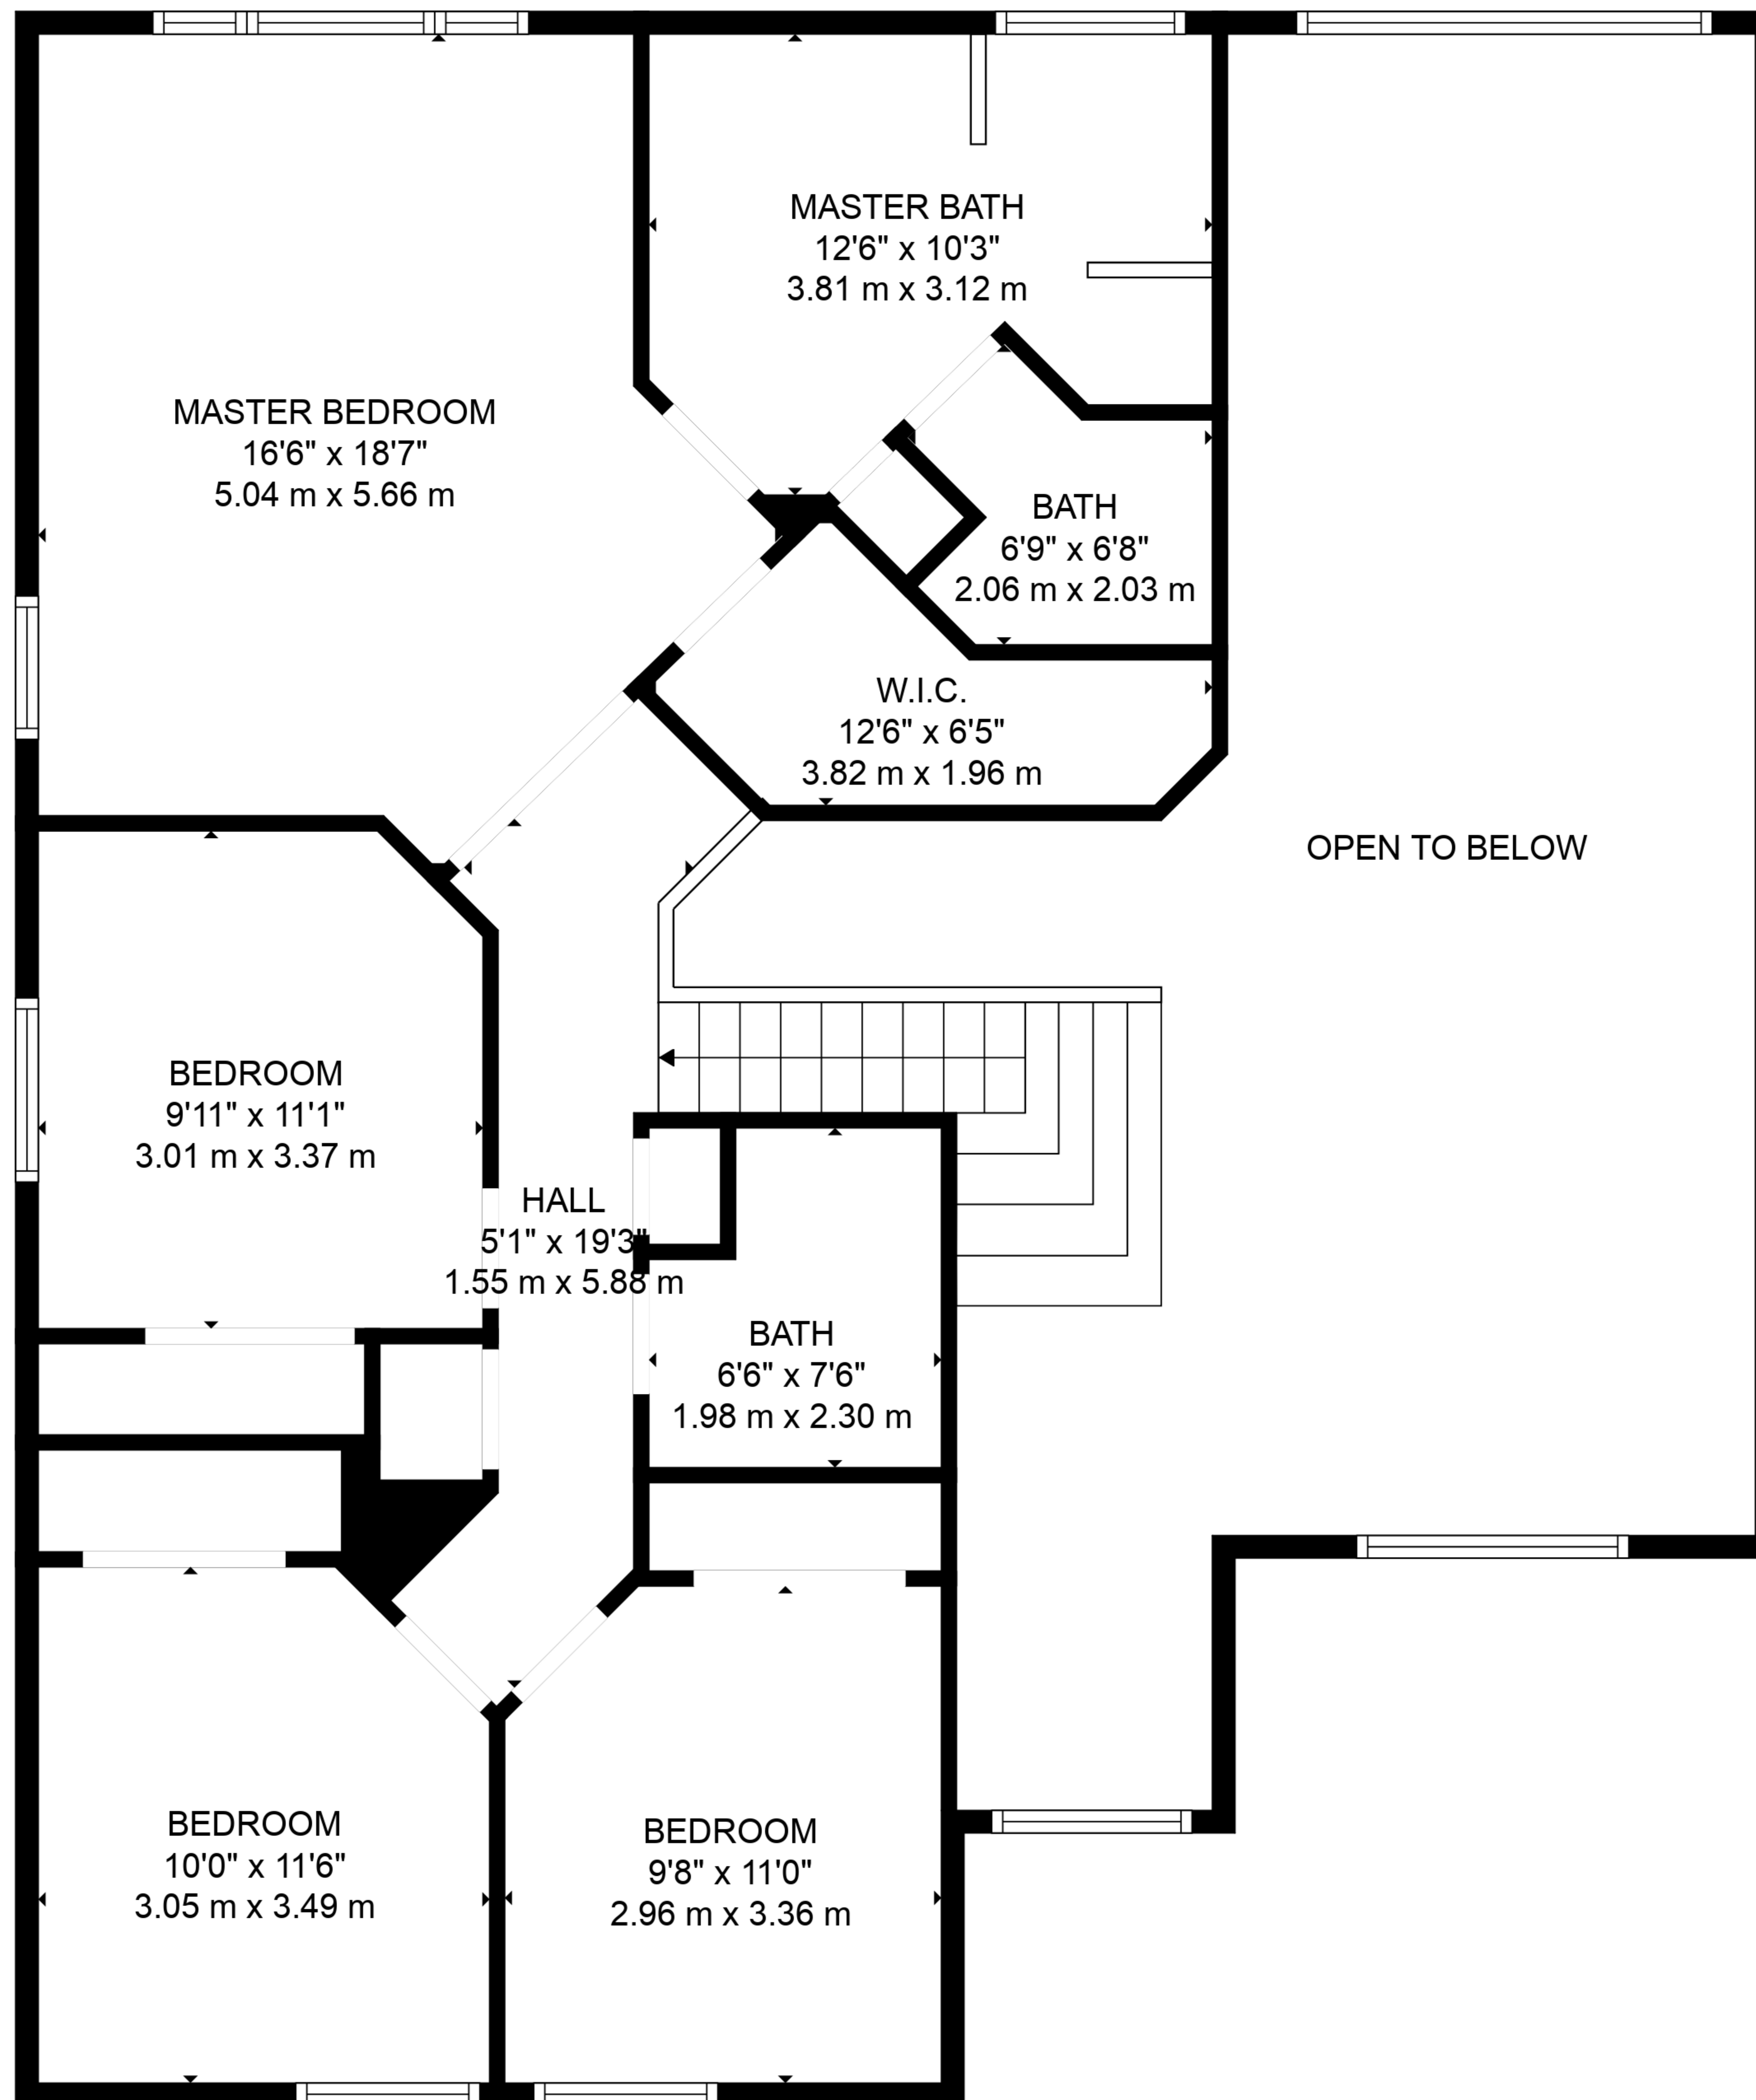 MASTER BATH
12'6" x 10'3"
3.81 m x 3.12 m
MASTER BEDROOM
16'6" x 18'7"
5.04 m x 5.66 m
BATH
6'9" x 6'8"
2.06 m x 2.03 m
W.I.C.
12'6" x 6'5"
3.82 m x 1.96 m
OPEN TO BELOW
BEDROOM
9'11" x 11'1"
3.01 m x 3.37 m
HALL
5'1" x 19'3"
1.55 m x 5.88 m
BATH
6'6" x 7'6"
1.98 m x 2.30 m
BEDROOM
10'0" x 11'6"
3.05 m x 3.49 m
BEDROOM
9'8" x 11'0"
2.96 m x 3.36 m